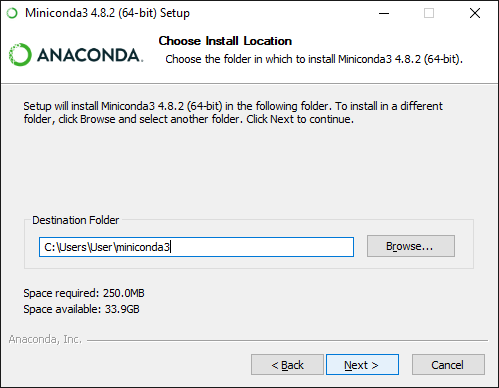 Miniconda3 4.8.2 (64-bit) Setup
ANACONDA.
Choose Install Location
Choose the folder in which to install Miniconda3 4.8.2 (64-bit).
Setup will install Miniconda3 4.8.2 (64-bit) in the following folder. To install in a different
folder, click Browse and select another folder. Click Next to continue.
Destination Folder
C:\Users\User\miniconda3
Browse...
Space required: 250.0MB
Space available: 33.9GB
Anaconda, Inc.
< Back
Next >
Cancel